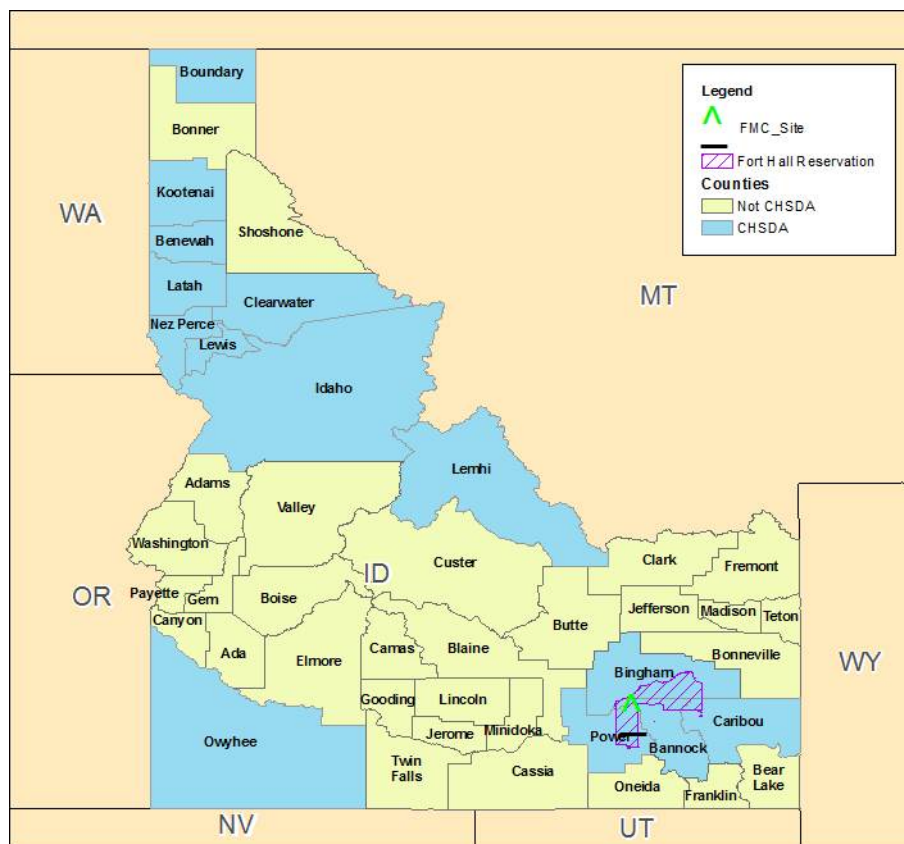 Boundary
Legend
FMC_Site
Fort Hall Reservation
Counties
Not CHSDA
CHSDA
Bonner
Kootenai
WA
Shoshone
Benewah
MT
Latah
Clearwater
Nez Perce
Lewis
Idaho
Lemhi
Adams
Valley
Washington
Clark
Custer
Fremont
ID
OR
Payette
Gem
Boise
Jefferson
Madison
Teton
Canyon
Butte
Ada
Camas
Blaine
Bonneville
Elmore
WY
Bingham
Gooding
Lincoln
Caribou
Owyhee
Jerome
Minidoka
Power
Bannock
Twin
Falls
Cassia
Bear
Lake
Oneida
Franklin
NV
UT